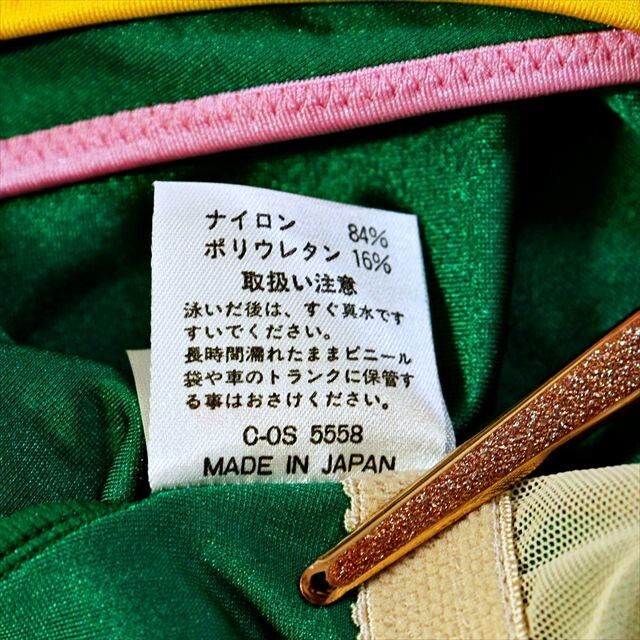 ナイロン 84%
ポリウレタン 16%
取扱い注意
泳いだ後は、すぐ真水です
すいでください。
長時間濡れたままビニール
袋や車のトランクに保管す
る事はおさけください。
C-OS 5558
MADE IN JAPAN